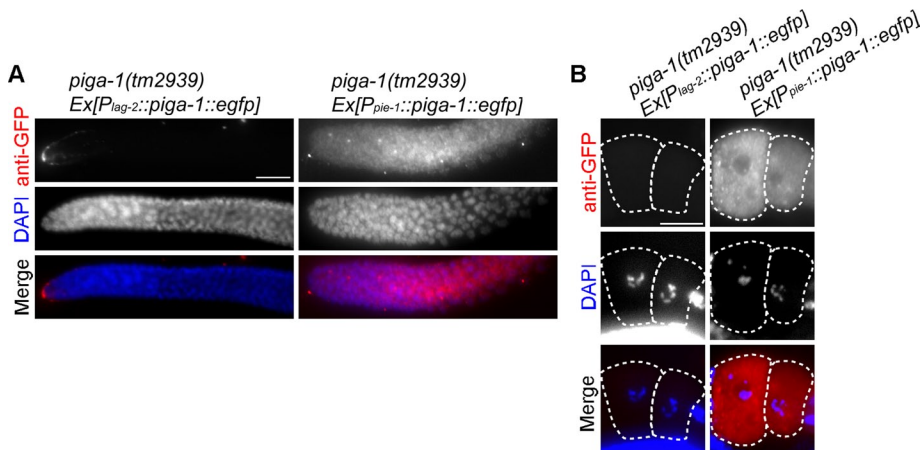 A
piga-1(tm2939)
Ex[Plag-2::piga-1::egfp]
piga-1(tm2939)
Ex[Ppie-1::piga-1::egfp]
anti-GFP
DAPI
Merge
B
piga-1(tm2939)
Ex[Plag-2::piga-1::egfp]
piga-1(tm2939)
Ex[Ppie-1::piga-1::egfp]
anti-GFP
DAPI
Merge